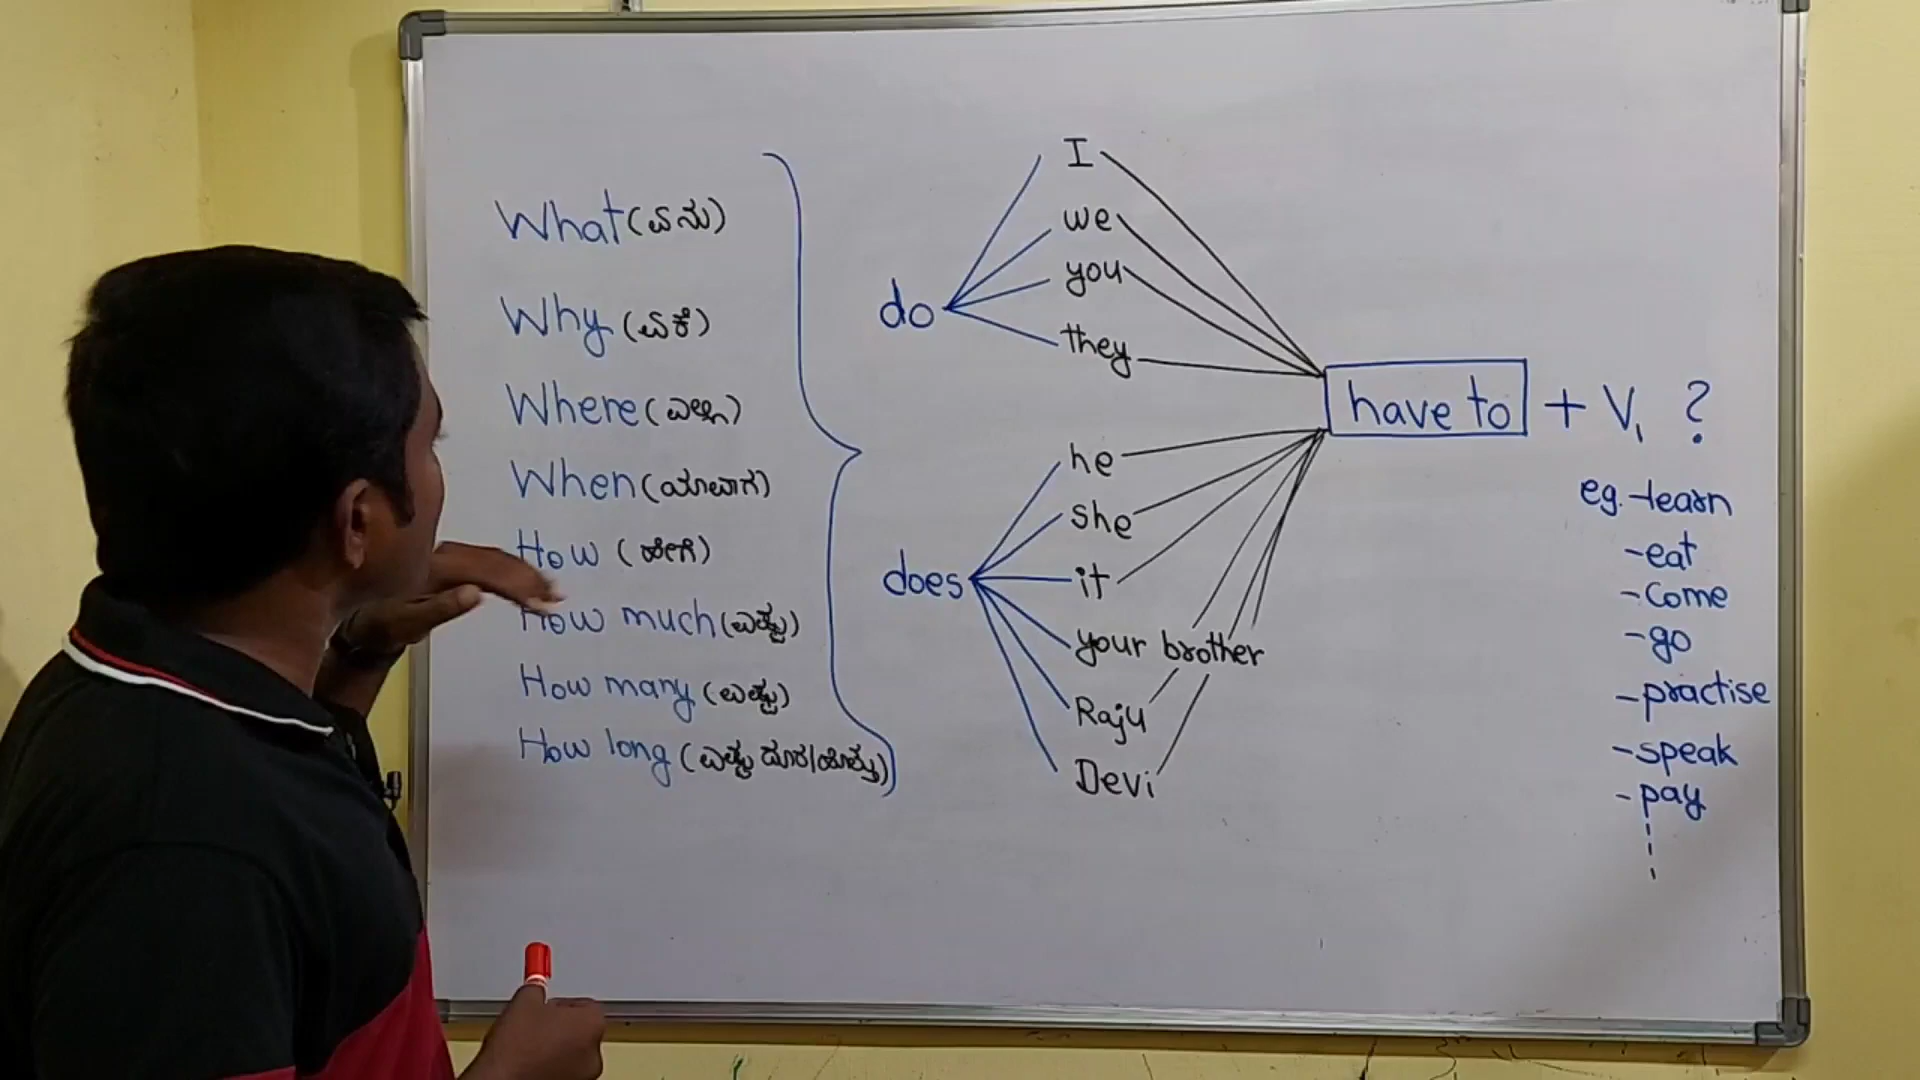 What (ಏನು)
Why (ಏಕೆ)
Where (ಎಲ್ಲಿ)
When (ಯಾವಾಗ)
How (ಹೇಗೆ)
How much (ಎಷ್ಟು)
How many (ಎಷ್ಟು)
How long (ಎಷ್ಟು ದೂರ/ಹೊತ್ತು)
do
I
we
you
they
does
he
she
it
your brother
Raju
Devi
have to + V₁ ?
eg. -learn
-eat
-come
-go
-practise
-speak
-pay